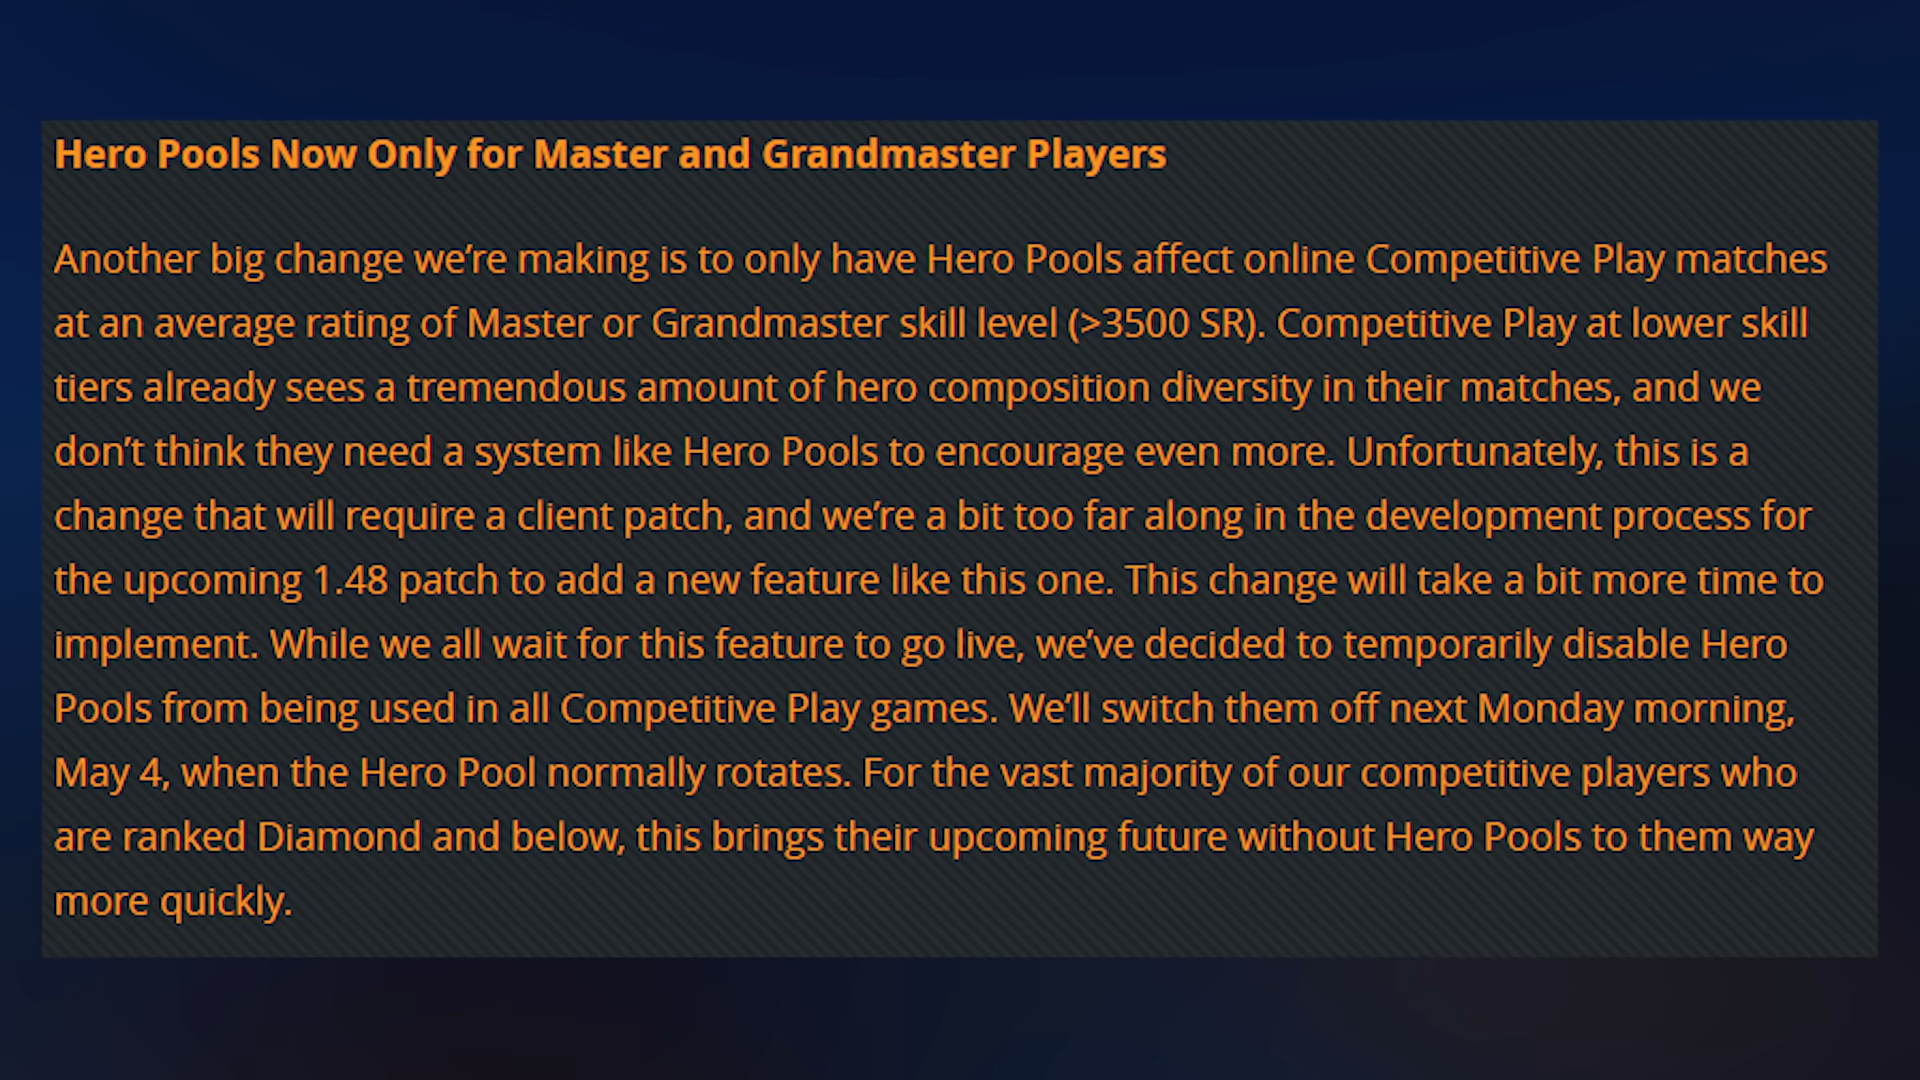 Hero Pools Now Only for Master and Grandmaster Players
Another big change we’re making is to only have Hero Pools affect online Competitive Play matches
at an average rating of Master or Grandmaster skill level (>3500 SR). Competitive Play at lower skill
tiers already sees a tremendous amount of hero composition diversity in their matches, and we
don’t think they need a system like Hero Pools to encourage even more. Unfortunately, this is a
change that will require a client patch, and we’re a bit too far along in the development process for
the upcoming 1.48 patch to add a new feature like this one. This change will take a bit more time to
implement. While we all wait for this feature to go live, we’ve decided to temporarily disable Hero
Pools from being used in all Competitive Play games. We’ll switch them off next Monday morning,
May 4, when the Hero Pool normally rotates. For the vast majority of our competitive players who
are ranked Diamond and below, this brings their upcoming future without Hero Pools to them way
more quickly.